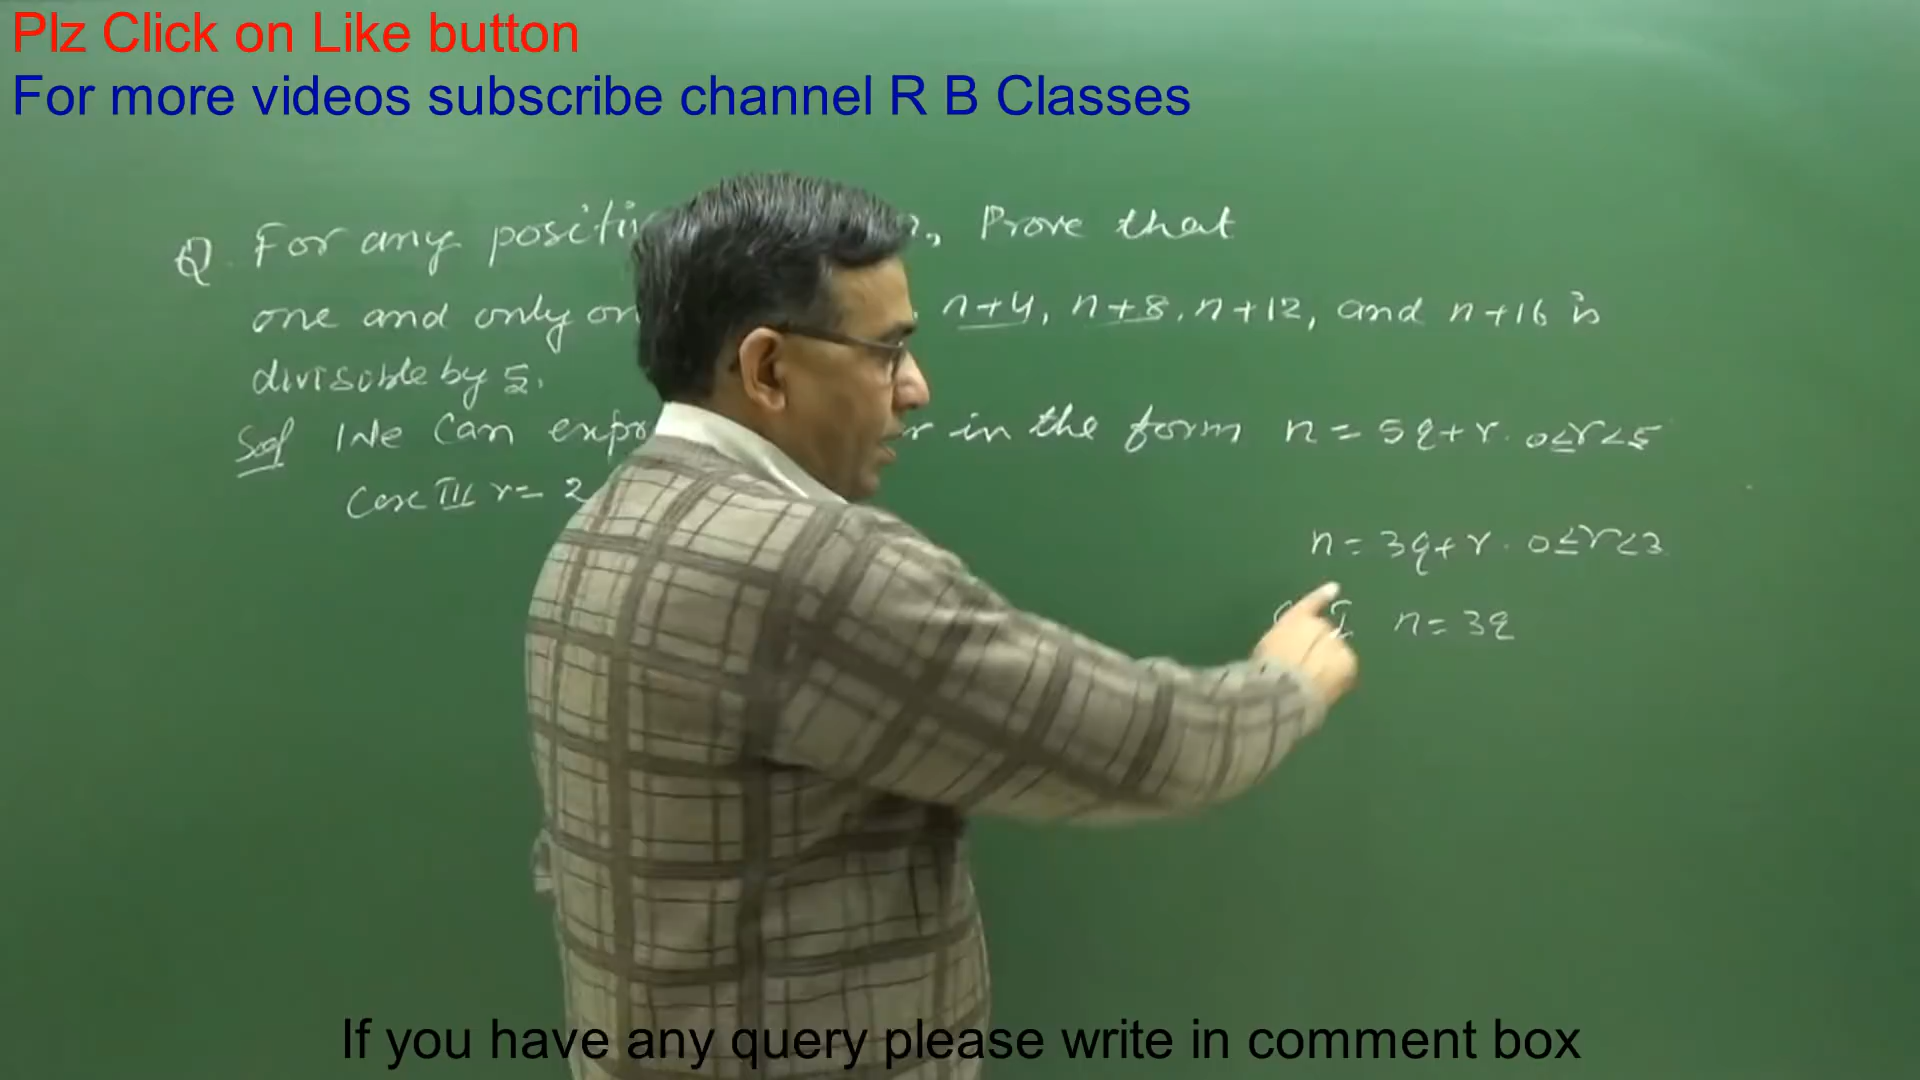 Plz Click on Like button
For more videos subscribe channel R B Classes
Q. For any positi n, Prove that
one and only on n+4, n+8, n+12, and n+16 is
divisible by 5.
Sol We Can expr r in the form n = 5q+r. 0≤r<5
Case III r= 2
n = 3q+r. 0≤r<3
I n = 3q
If you have any query please write in comment box